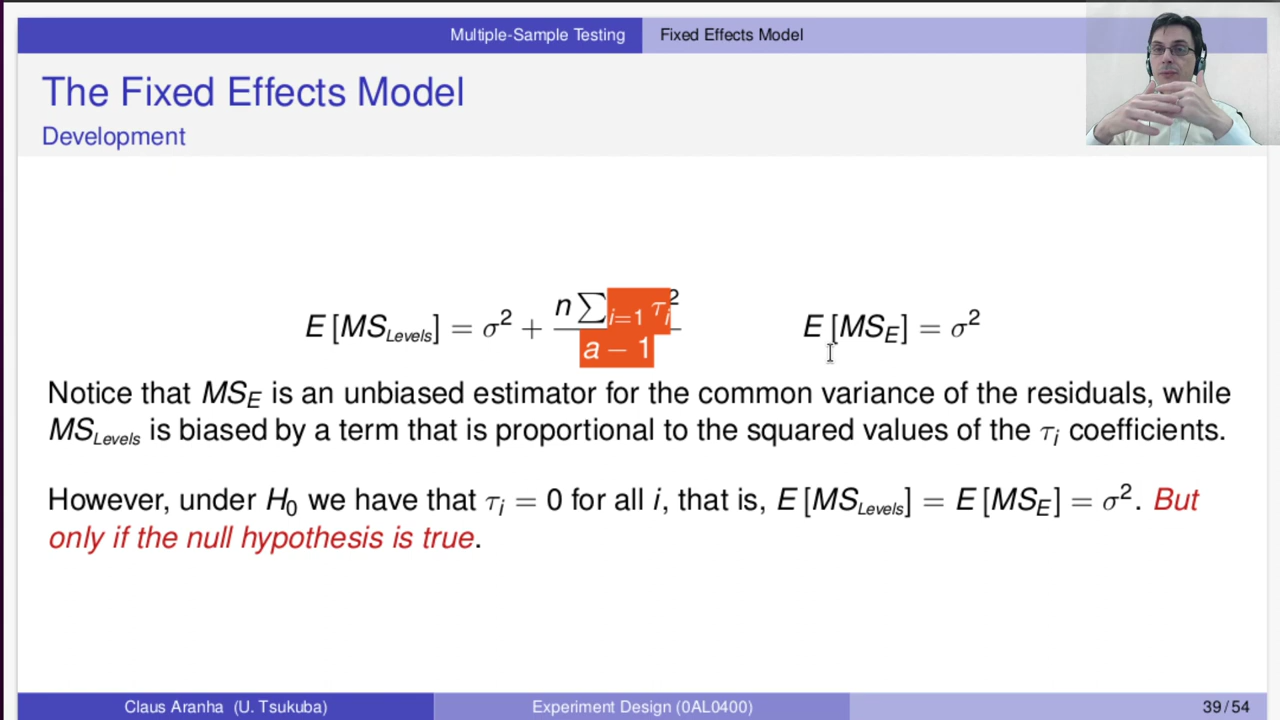 Multiple-Sample Testing Fixed Effects Model
The Fixed Effects Model
Development
E [MS_Levels] = σ² + n ∑_{i=1} τ_i² / a − 1    E [MS_E] = σ²
Notice that MS_E is an unbiased estimator for the common variance of the residuals, while
MS_Levels is biased by a term that is proportional to the squared values of the τ_i coefficients.
However, under H_0 we have that τ_i = 0 for all i, that is, E [MS_Levels] = E [MS_E] = σ². But
only if the null hypothesis is true.
Claus Aranha (U. Tsukuba) Experiment Design (0AL0400) 39 / 54